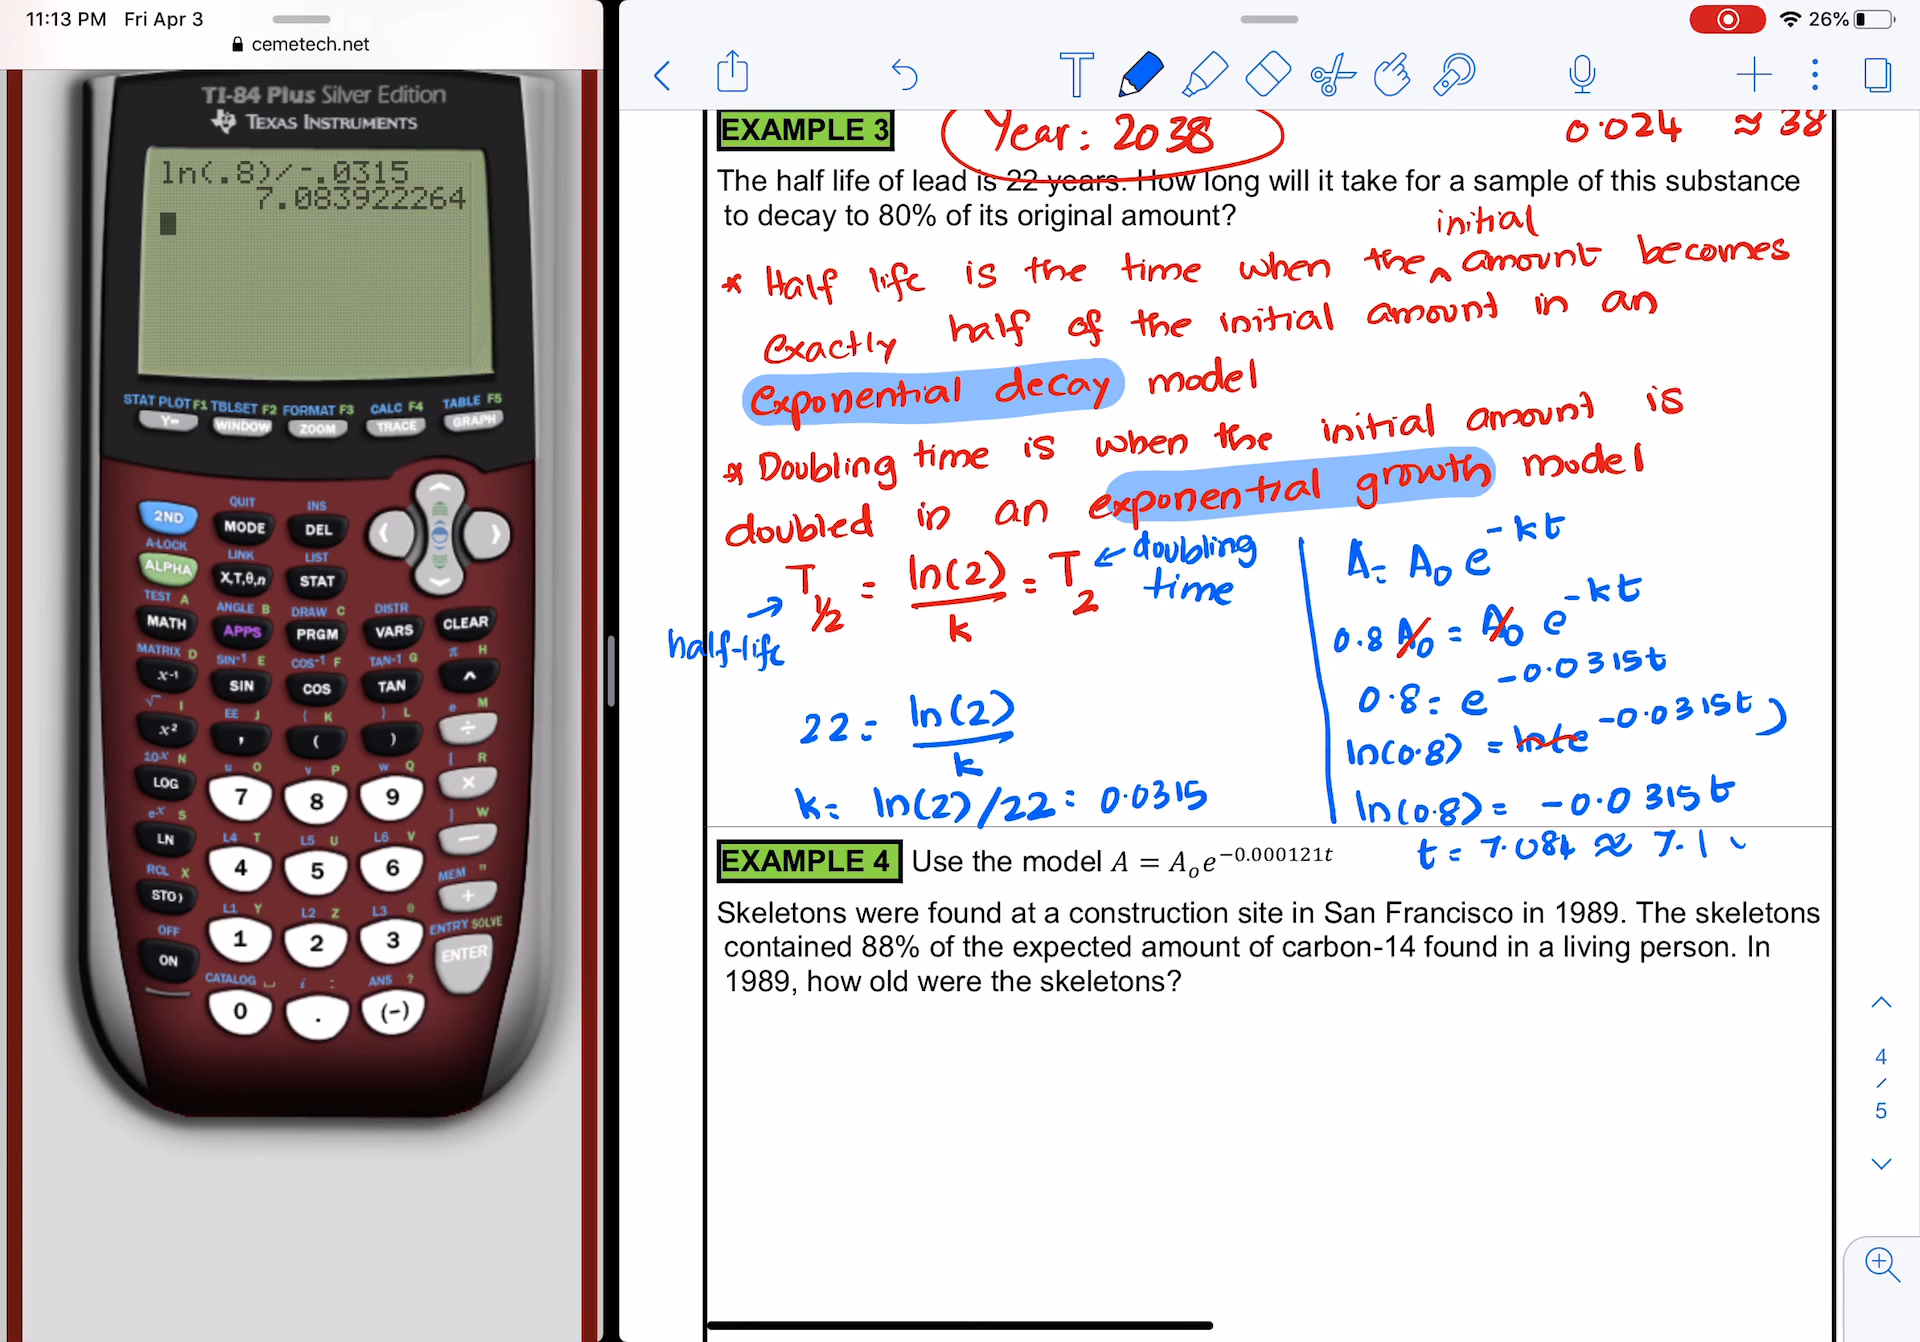 11:13 PM Fri Apr 3
cemetech.net
26%
TI-84 Plus Silver Edition
TEXAS INSTRUMENTS
ln(.8)/-.0315
7.083922264
STAT PLOT F1 TBLSET F2 FORMAT F3 CALC F4 TABLE F5
Y= WINDOW ZOOM TRACE GRAPH
QUIT INS
2ND MODE DEL
A-LOCK LINK LIST
ALPHA X,T,θ,n STAT
TEST A ANGLE B DRAW C DISTR
MATH APPS PRGM VARS CLEAR
MATRIX D SIN⁻¹ E COS⁻¹ F TAN⁻¹ G π H
x⁻¹ SIN COS TAN ^
√ I EE J { K } L e M
x² , ( ) ÷
10ˣ N u O v P w Q [ R
LOG 7 8 9 ×
eˣ S L4 T L5 U L6 V ] W
LN 4 5 6 −
RCL X L1 Y L2 Z L3 θ MEM "
STO› 1 2 3 +
OFF CATALOG i : ANS ? ENTRY SOLVE
ON 0 . (-) ENTER
EXAMPLE 3 Year: 2038 0.024 ≈ 38
The half life of lead is 22 years. How long will it take for a sample of this substance
to decay to 80% of its original amount?
initial
* Half life is the time when the ^ amount becomes
exactly half of the initial amount in an
exponential decay model
* Doubling time is when the initial amount is
doubled in an exponential growth model
T 1/2 = ln(2)/k = T 2 ← doubling time
→ half-life
22 = ln(2)/k
k = ln(2)/22 = 0.0315
A = A₀ e^-kt
0.8 A₀ = A₀ e^-kt
0.8 = e^-0.0315t
ln(0.8) = ln(e^-0.0315t)
ln(0.8) = -0.0315t
t = 7.084 ≈ 7.1
EXAMPLE 4 Use the model A = Aₒe^−0.000121t
Skeletons were found at a construction site in San Francisco in 1989. The skeletons
contained 88% of the expected amount of carbon-14 found in a living person. In
1989, how old were the skeletons?
4
/
5